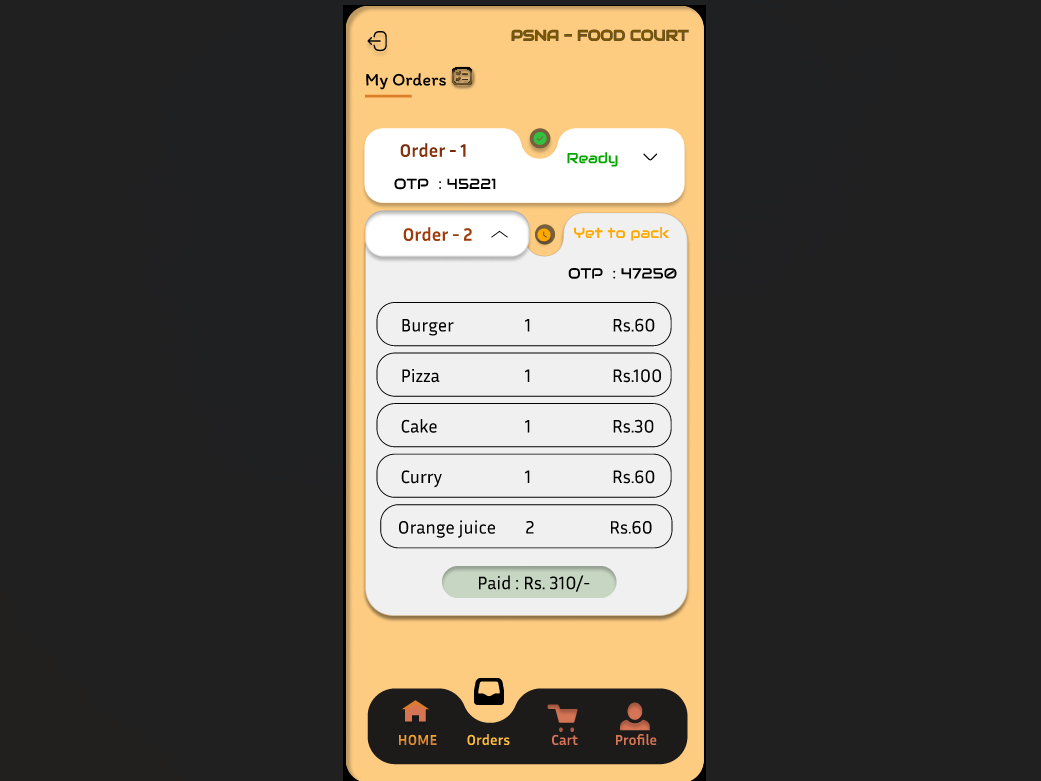 PSNA - FOOD COURT
My Orders
Order - 1
Ready
OTP : 45221
Order - 2
Yet to pack
OTP : 47250
Burger 1 Rs.60
Pizza 1 Rs.100
Cake 1 Rs.30
Curry 1 Rs.60
Orange juice 2 Rs.60
Paid : Rs. 310/-
HOME Orders Cart Profile